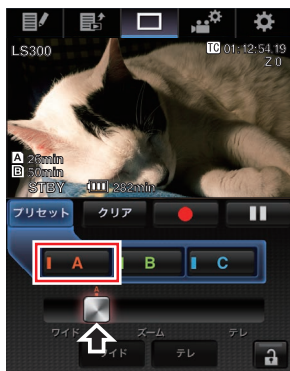 LS300
TC 01:12:54.19
Z 0
A 26min
B 50min
STBY 282min
プリセット クリア
A B C
A
ワイド ズーム テレ
ワイド テレ